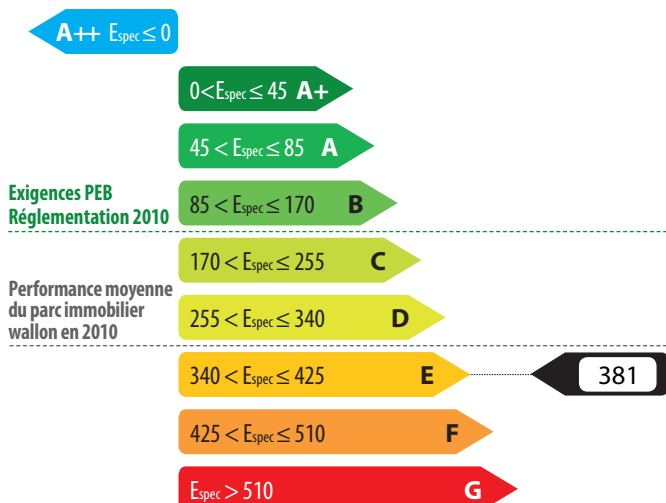 A++ Espec ≤ 0
0<Espec ≤ 45 A+
45 < Espec ≤ 85 A
Exigences PEB
Réglementation 2010
85 < Espec ≤ 170 B
170 < Espec ≤ 255 C
Performance moyenne
du parc immobilier
wallon en 2010
255 < Espec ≤ 340 D
340 < Espec ≤ 425 E
381
425 < Espec ≤ 510 F
Espec > 510 G